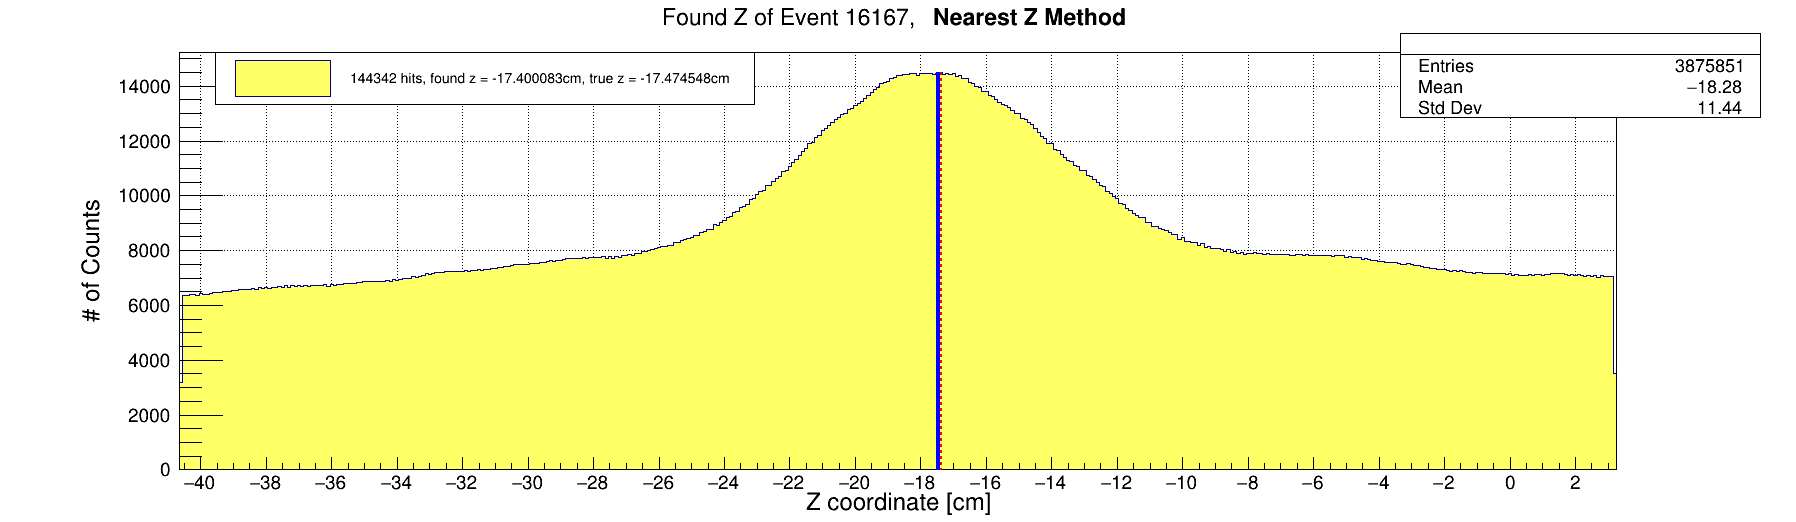 Found Z of Event 16167, Nearest Z Method
144342 hits, found z = -17.400083cm, true z = -17.474548cm
Entries 3875851
Mean −18.28
Std Dev 11.44
# of Counts
14000
12000
10000
8000
6000
4000
2000
0
−40 −38 −36 −34 −32 −30 −28 −26 −24 −22 −20 −18 −16 −14 −12 −10 −8 −6 −4 −2 0 2
Z coordinate [cm]